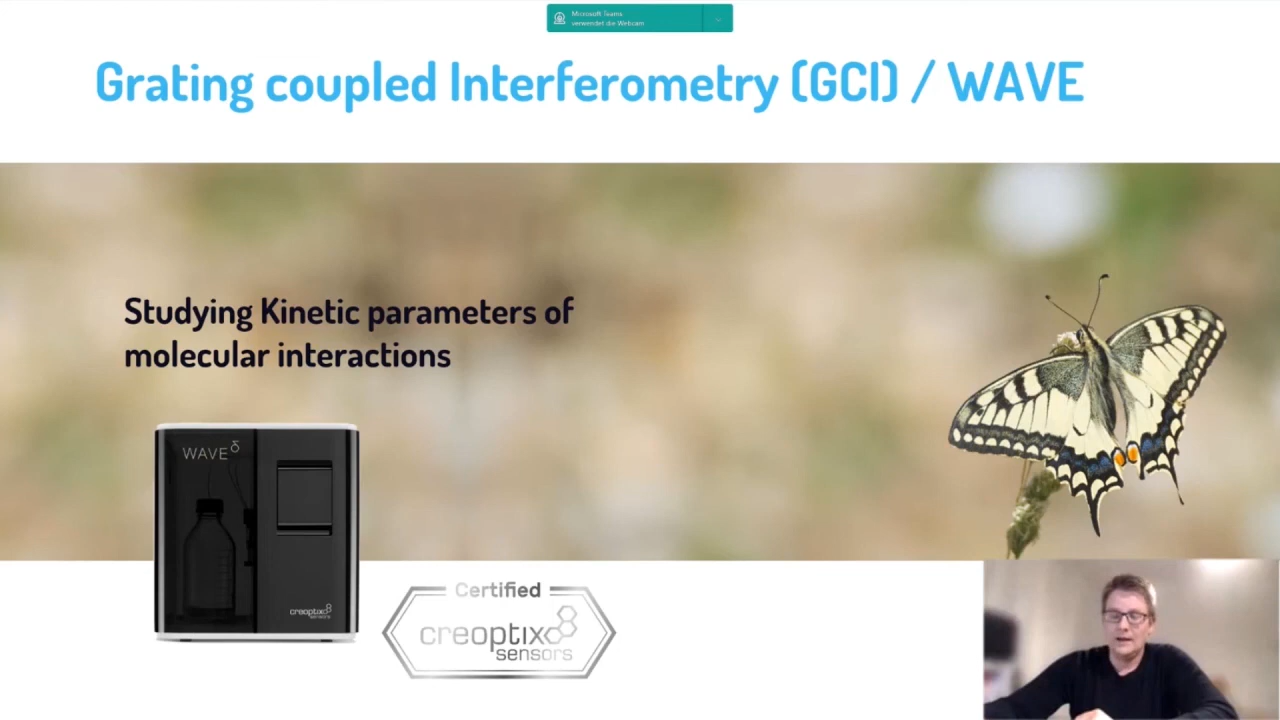 Microsoft Teams
verwendet die Webcam
Grating coupled Interferometry (GCI) / WAVE
Studying Kinetic parameters of
molecular interactions
WAVE δ
creoptix
sensors
Certified
creoptix
sensors